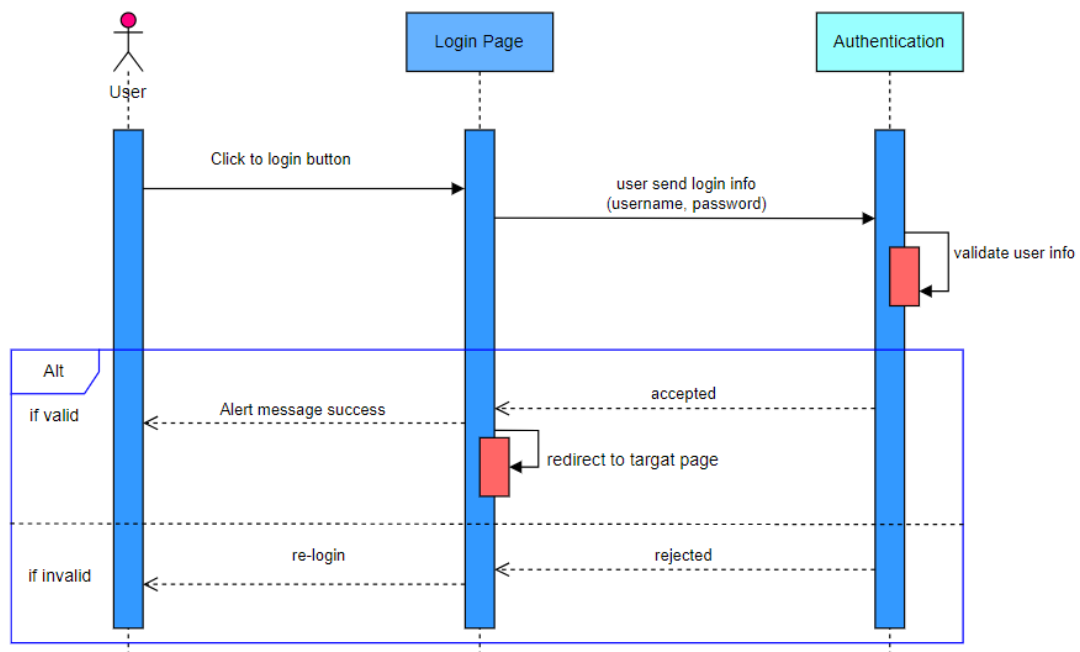 Login Page
Authentication
User
Click to login button
user send login info
(username, password)
validate user info
Alt
if valid
accepted
Alert message success
redirect to targat page
if invalid
re-login
rejected